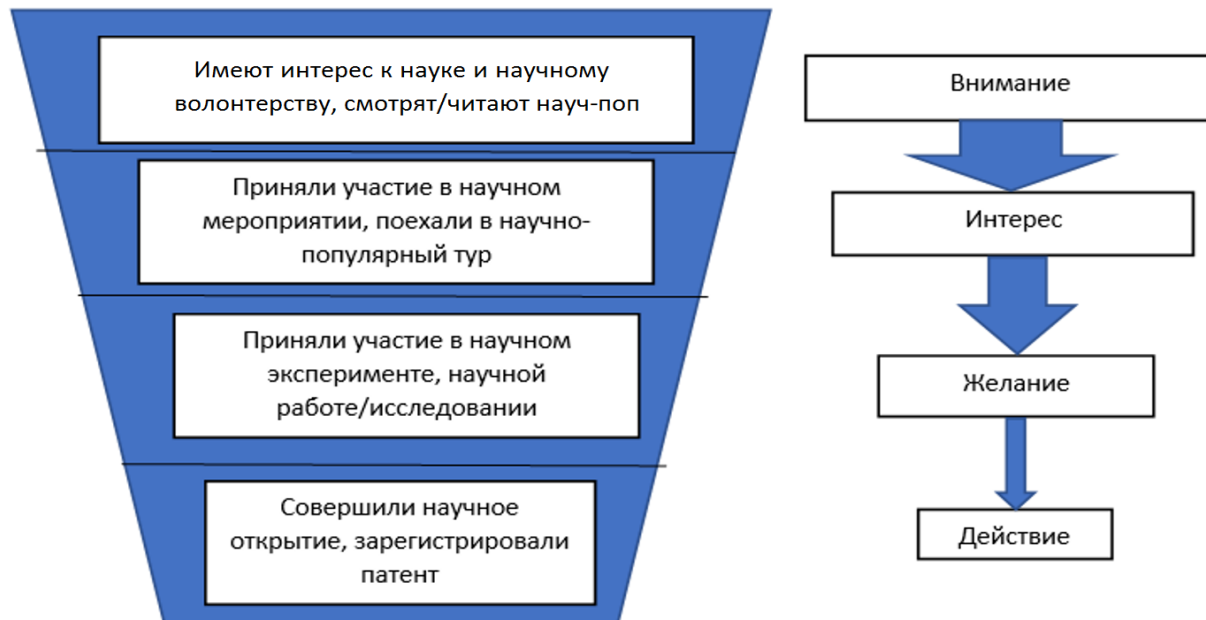 Имеют интерес к науке и научному
волонтерству, смотрят/читают науч-поп
Приняли участие в научном
мероприятии, поехали в научно-
популярный тур
Приняли участие в научном
эксперименте, научной
работе/исследовании
Совершили научное
открытие, зарегистрировали
патент
Внимание
Интерес
Желание
Действие